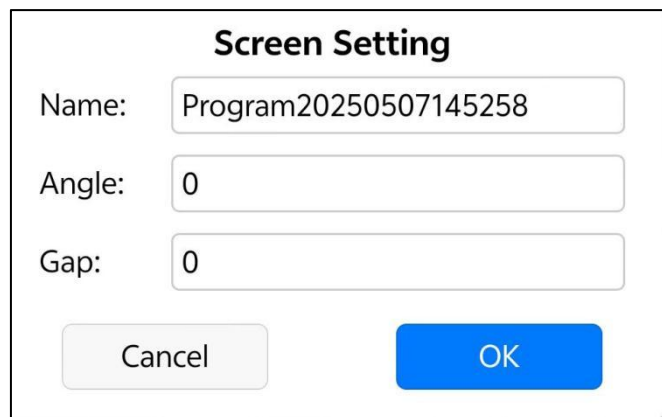 Screen Setting
Name: Program20250507145258
Angle: 0
Gap: 0
Cancel OK